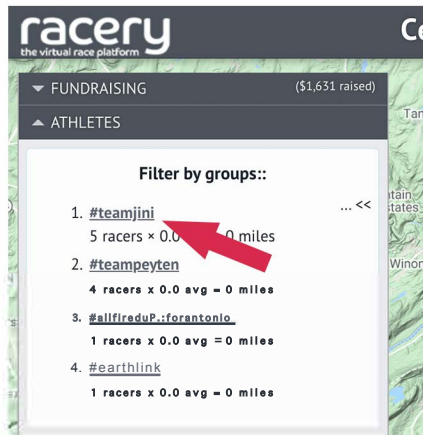 racery
the virtual race platform
FUNDRAISING ($1,631 raised)
ATHLETES
Filter by groups::
1. #teamjini ... <<
5 racers × 0.0 0 miles
2. #teampeyten
4 racers x 0.0 avg = 0 miles
3. #allfireduP.:forantonio
1 racers x 0.0 avg = 0 miles
4. #earthlink
1 racers x 0.0 avg = 0 miles